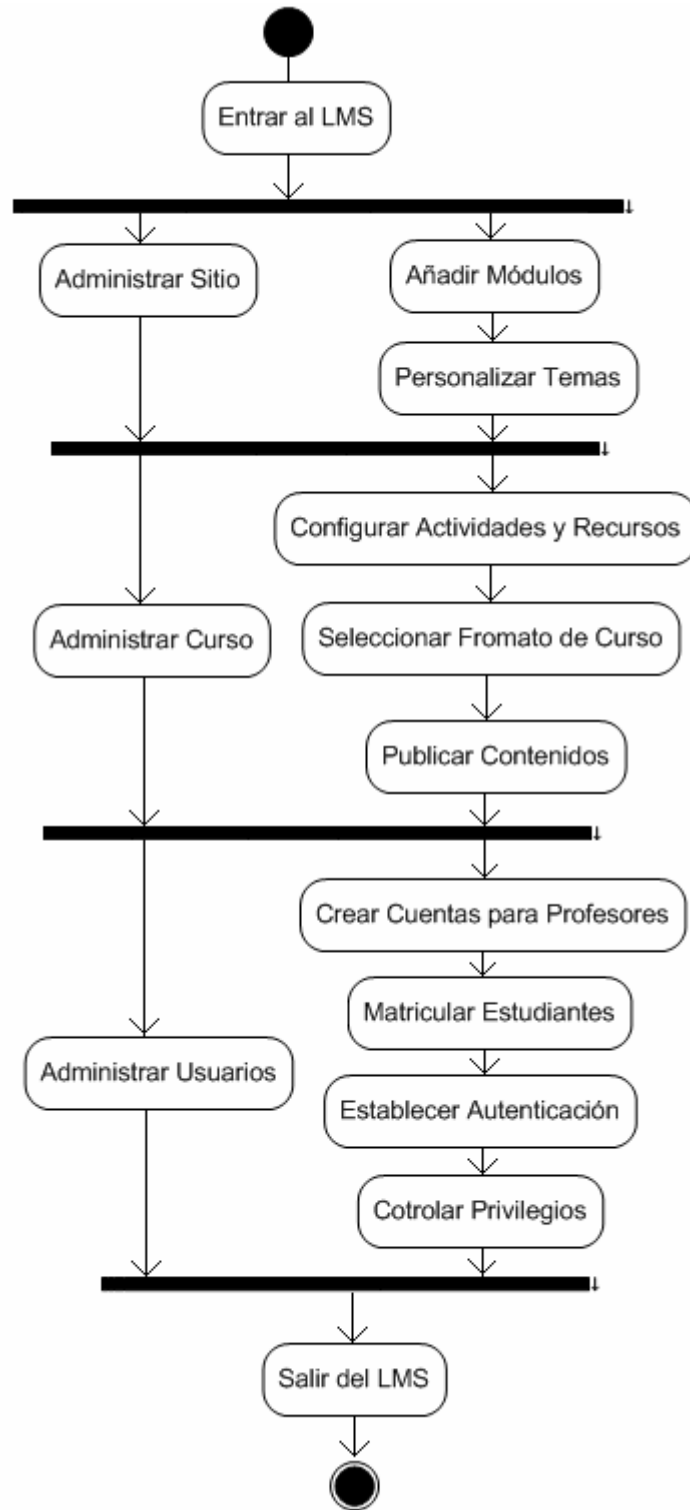 Entrar al LMS
Administrar Sitio
Añadir Módulos
Personalizar Temas
Configurar Actividades y Recursos
Administrar Curso
Seleccionar Fromato de Curso
Publicar Contenidos
Crear Cuentas para Profesores
Matricular Estudiantes
Administrar Usuarios
Establecer Autenticación
Cotrolar Privilegios
Salir del LMS